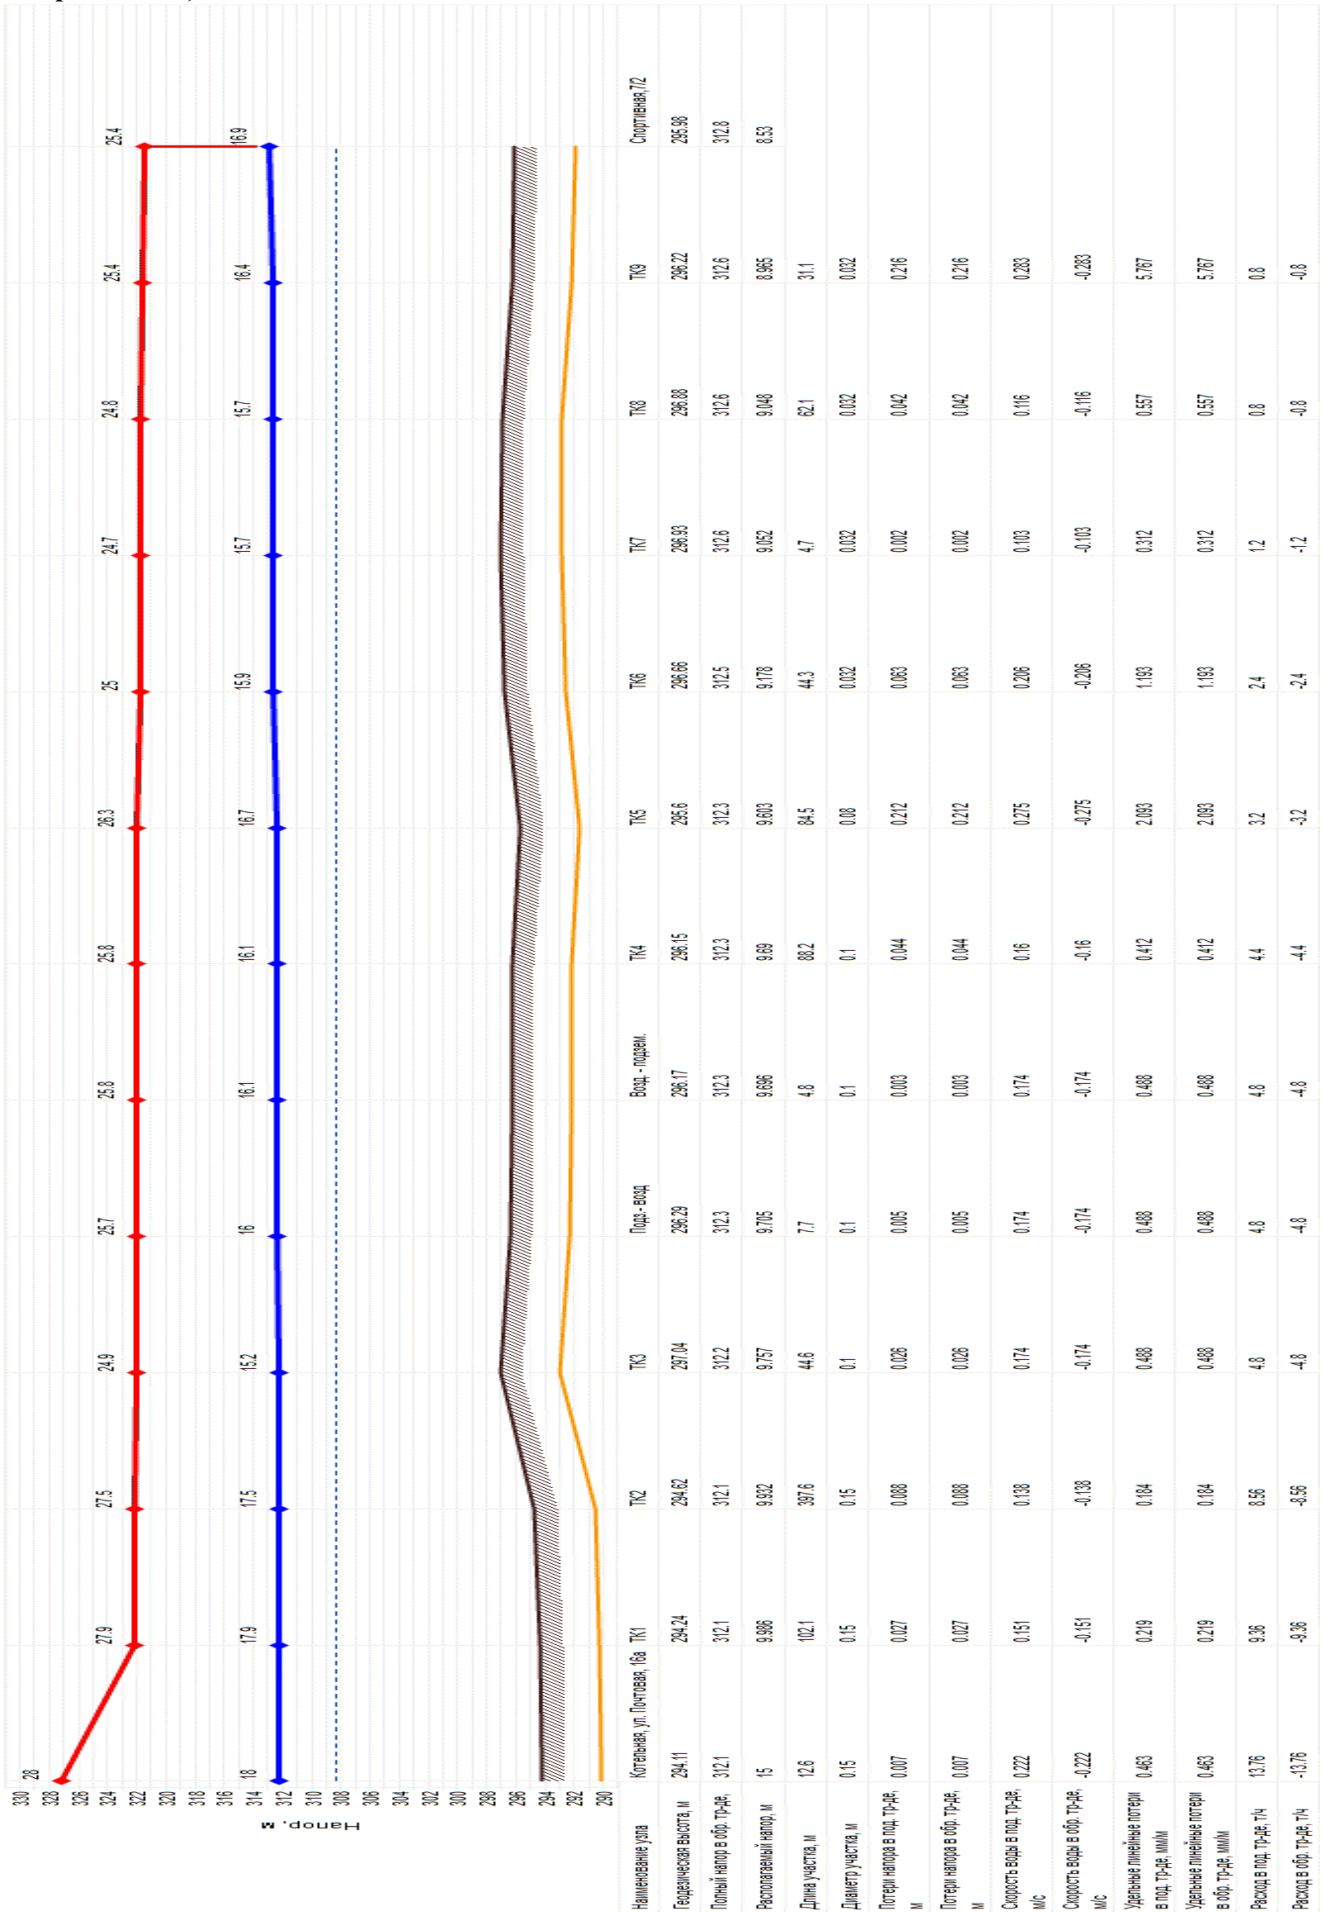 330
328
326
324
322
320
318
316
314
312
310
308
306
304
302
300
298
296
294
292
290
Напор, м
28 27.9 27.5 24.9 25.7 25.8 25.8 26.3 25 24.7 24.8 25.4 25.4
18 17.9 17.5 15.2 16 16.1 16.1 16.7 15.9 15.7 15.7 16.4 16.9
Наименование узла Котельная, ул. Почтовая, 16а ТК1 ТК2 ТК3 Подз.- возд Возд. - подзем. ТК4 ТК5 ТК6 ТК7 ТК8 ТК9 Спортивная,7/2
Геодезическая высота, м 294.11 294.24 294.62 297.04 296.29 296.17 296.15 295.6 296.66 296.93 296.88 296.22 295.98
Полный напор в обр. тр-де, м 312.1 312.1 312.1 312.2 312.3 312.3 312.3 312.3 312.5 312.6 312.6 312.6 312.8
Располагаемый напор, м 15 9.986 9.932 9.757 9.705 9.696 9.69 9.603 9.178 9.052 9.048 8.965 8.53
Длина участка, м 12.6 102.1 397.6 44.6 7.7 4.8 88.2 84.5 44.3 4.7 62.1 31.1
Диаметр участка, м 0.15 0.15 0.15 0.1 0.1 0.1 0.1 0.08 0.032 0.032 0.032 0.032
Потери напора в под. тр-де,
м 0.007 0.027 0.088 0.026 0.005 0.003 0.044 0.212 0.063 0.002 0.042 0.216
Потери напора в обр. тр-де,
м 0.007 0.027 0.088 0.026 0.005 0.003 0.044 0.212 0.063 0.002 0.042 0.216
Скорость воды в под. тр-де,
м/с 0.222 0.151 0.138 0.174 0.174 0.174 0.16 0.275 0.206 0.103 0.116 0.283
Скорость воды в обр. тр-де,
м/с -0.222 -0.151 -0.138 -0.174 -0.174 -0.174 -0.16 -0.275 -0.206 -0.103 -0.116 -0.283
Удельные линейные потери
в под. тр-де, мм/м 0.463 0.219 0.184 0.488 0.488 0.488 0.412 2.093 1.193 0.312 0.557 5.767
Удельные линейные потери
в обр. тр-де, мм/м 0.463 0.219 0.184 0.488 0.488 0.488 0.412 2.093 1.193 0.312 0.557 5.767
Расход в под. тр-де, т/ч 13.76 9.36 8.56 4.8 4.8 4.8 4.4 3.2 2.4 1.2 0.8 0.8
Расход в обр. тр-де, т/ч -13.76 -9.36 -8.56 -4.8 -4.8 -4.8 -4.4 -3.2 -2.4 -1.2 -0.8 -0.8